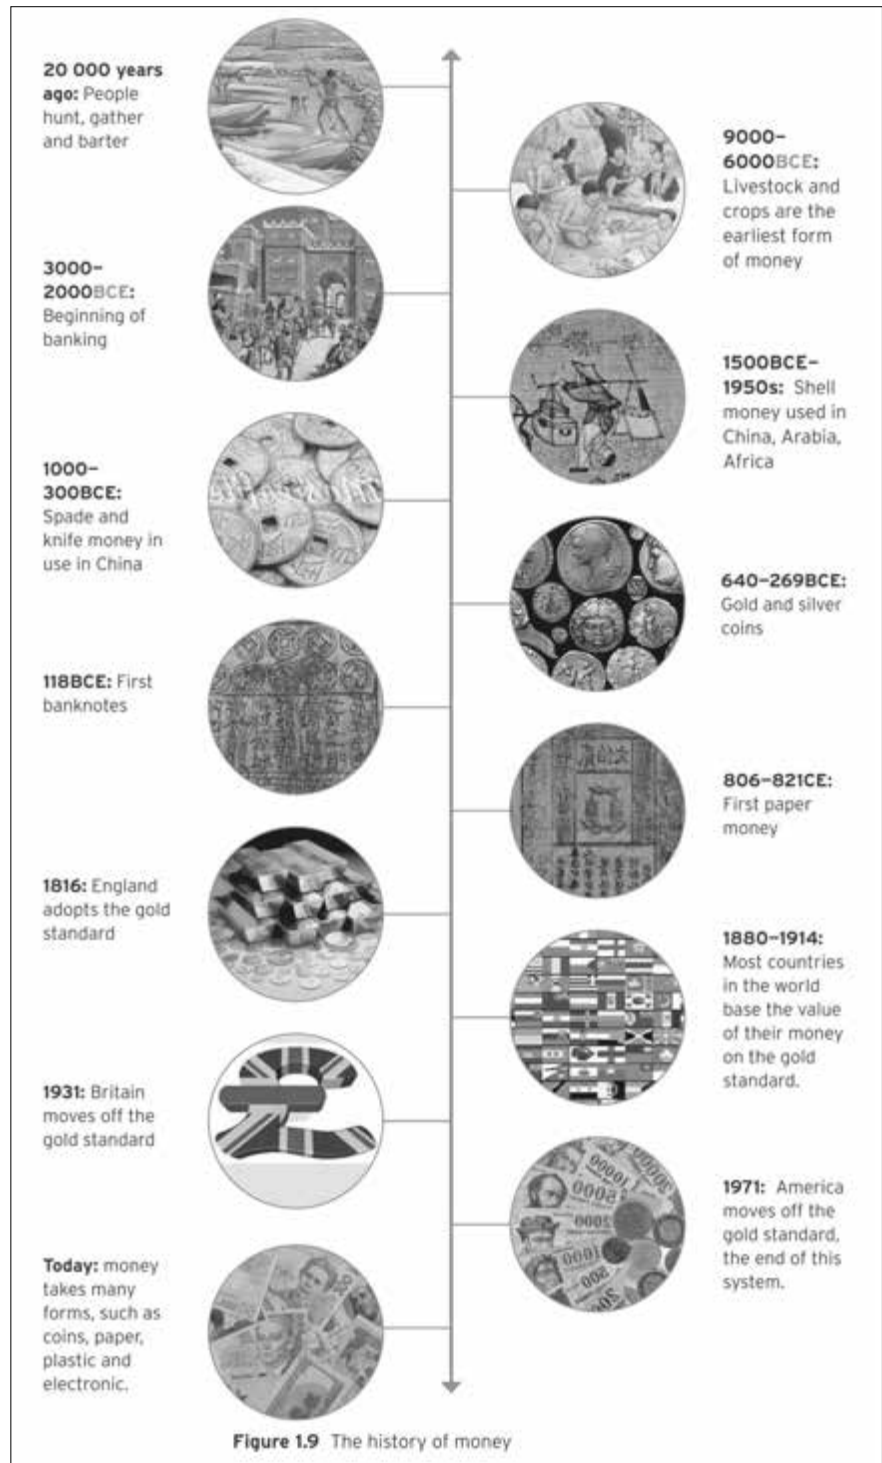 20 000 years
ago: People
hunt, gather
and barter
9000–
6000BCE:
Livestock and
crops are the
earliest form
of money
3000–
2000BCE:
Beginning of
banking
1500BCE–
1950s: Shell
money used in
China, Arabia,
Africa
1000–
300BCE:
Spade and
knife money in
use in China
640–269BCE:
Gold and silver
coins
118BCE: First
banknotes
806–821CE:
First paper
money
1816: England
adopts the gold
standard
1880–1914:
Most countries
in the world
base the value
of their money
on the gold
standard.
1931: Britain
moves off the
gold standard
1971: America
moves off the
gold standard,
the end of this
system.
Today: money
takes many
forms, such as
coins, paper,
plastic and
electronic.
Figure 1.9 The history of money